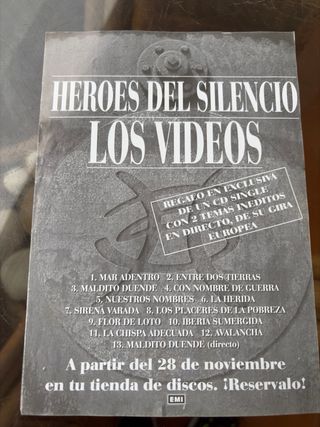 HEROES DEL SILENCIO
LOS VIDEOS
REGALO EN EXCLUSIVA
DE UN CD SINGLE
CON 2 TEMAS INEDITOS
EN DIRECTO, DE SU GIRA
EUROPEA
1. MAR ADENTRO 2. ENTRE DOS TIERRAS
3. MALDITO DUENDE 4. CON NOMBRE DE GUERRA
5. NUESTROS NOMBRES 6. LA HERIDA
7. SIRENA VARADA 8. LOS PLACERES DE LA POBREZA
9. FLOR DE LOTO 10. IBERIA SUMERGIDA
11. LA CHISPA ADECUADA 12. AVALANCHA
13. MALDITO DUENDE (directo)
A partir del 28 de noviembre
en tu tienda de discos. ¡Reservalo!
EMI